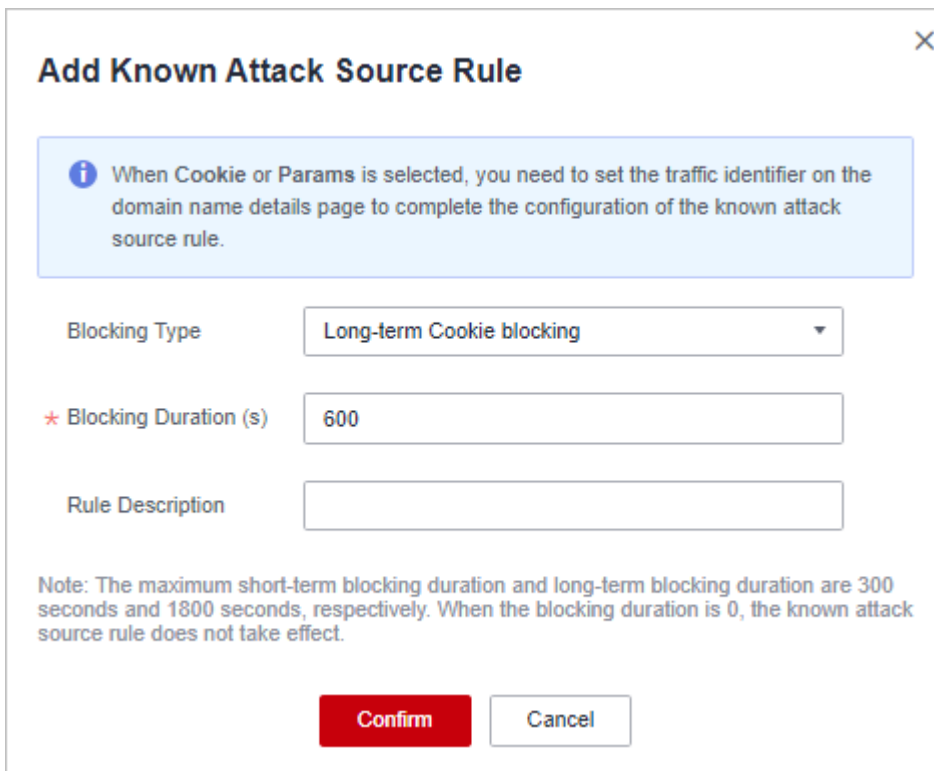 Add Known Attack Source Rule
When Cookie or Params is selected, you need to set the traffic identifier on the
domain name details page to complete the configuration of the known attack
source rule.
Blocking Type
Long-term Cookie blocking
* Blocking Duration (s)
600
Rule Description
Note: The maximum short-term blocking duration and long-term blocking duration are 300
seconds and 1800 seconds, respectively. When the blocking duration is 0, the known attack
source rule does not take effect.
Confirm
Cancel